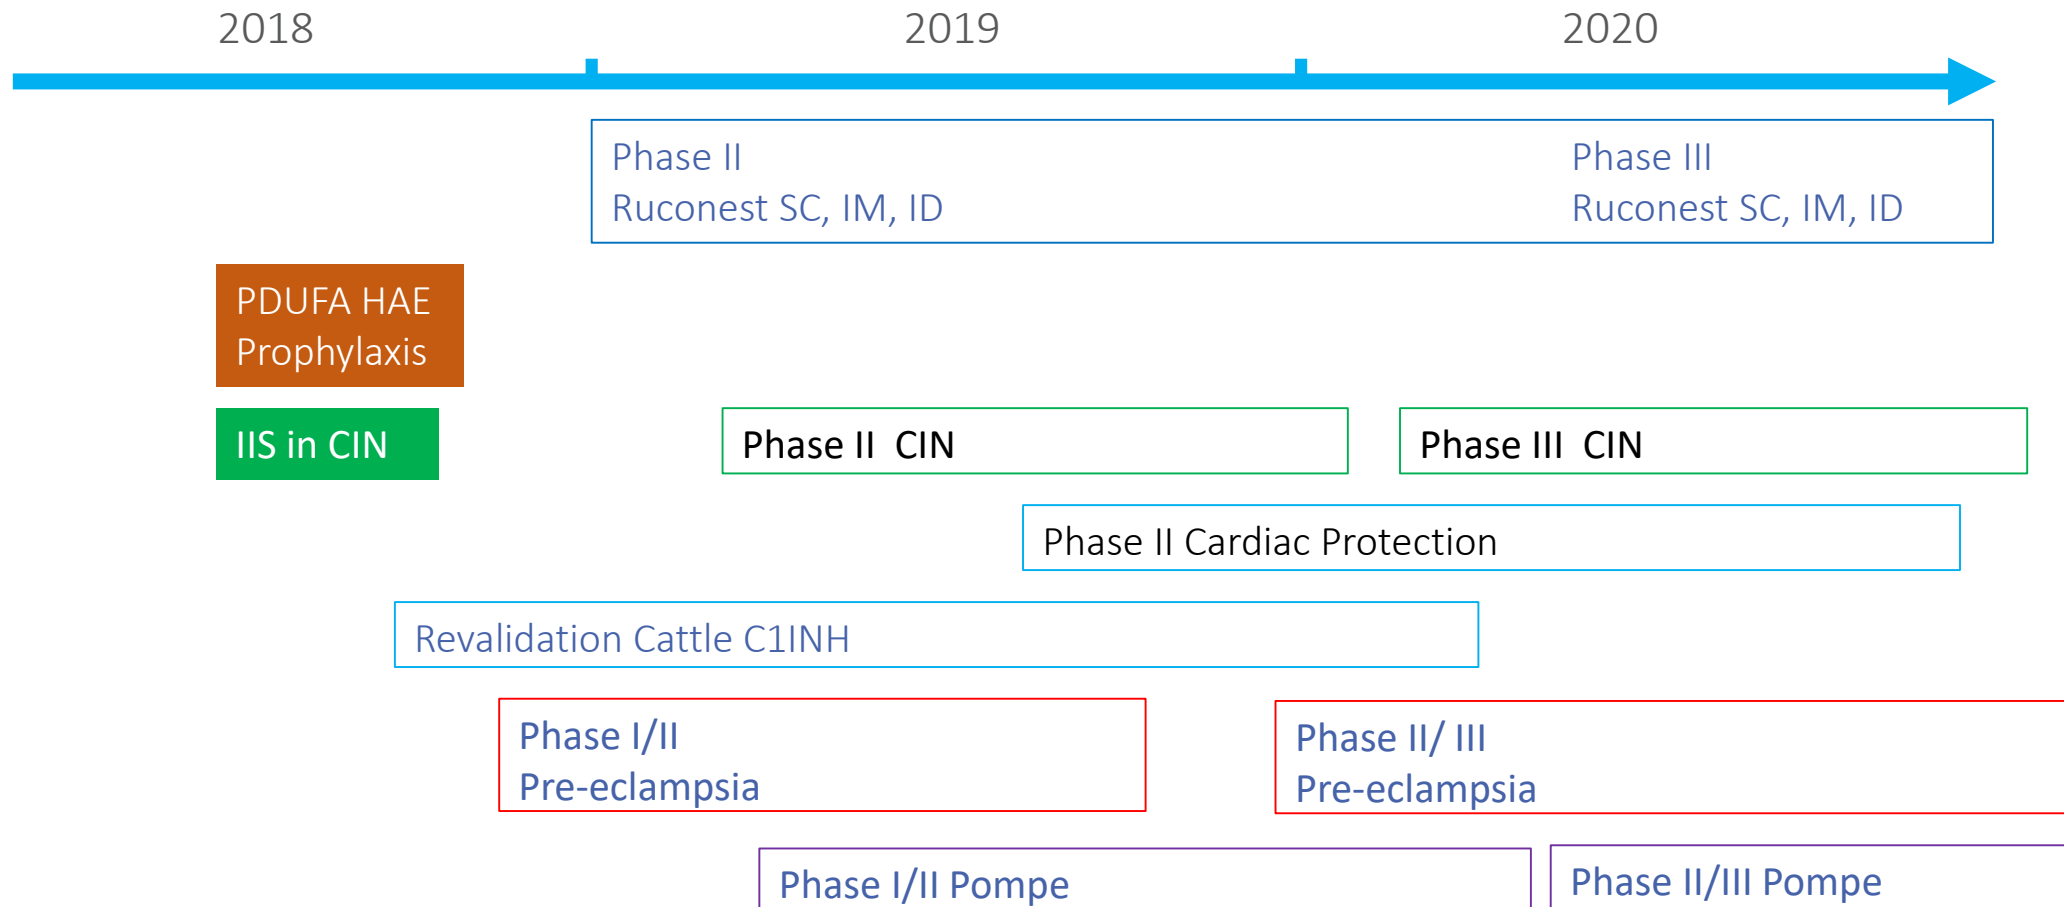 2018
2019
2020
Phase II
Ruconest SC, IM, ID
Phase III
Ruconest SC, IM, ID
PDUFA HAE
Prophylaxis
IIS in CIN
Phase II  CIN
Phase III  CIN
Phase II Cardiac Protection
Revalidation Cattle C1INH
Phase I/II
Pre-eclampsia
Phase II/ III
Pre-eclampsia
Phase I/II Pompe
Phase II/III Pompe